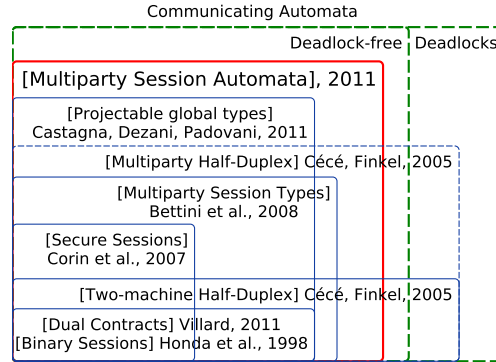 Communicating Automata
Deadlock-free
Deadlocks
[Multiparty Session Automata], 2011
[Projectable global types]
Castagna, Dezani, Padovani, 2011
[Multiparty Half-Duplex] Cécé, Finkel, 2005
[Multiparty Session Types]
Bettini et al., 2008
[Secure Sessions]
Corin et al., 2007
[Two-machine Half-Duplex] Cécé, Finkel, 2005
[Dual Contracts] Villard, 2011
[Binary Sessions] Honda et al., 1998